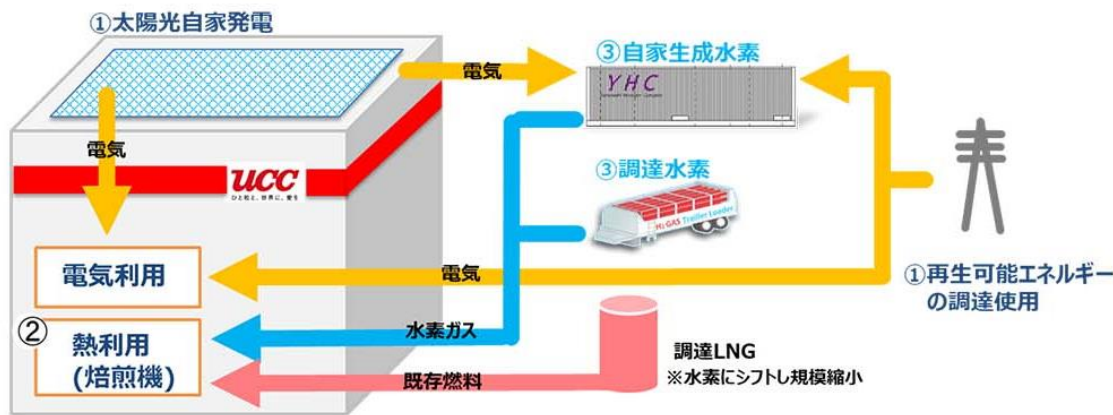 ①太陽光自家発電
電気
③自家生成水素
YHC
電気
ucc
ひと粒と、世界に、愛を
③調達水素
H₂ GAS Trailer Loader
電気利用
電気
①再生可能エネルギー
の調達使用
②
熱利用
(焙煎機)
水素ガス
既存燃料
調達LNG
※水素にシフトし規模縮小